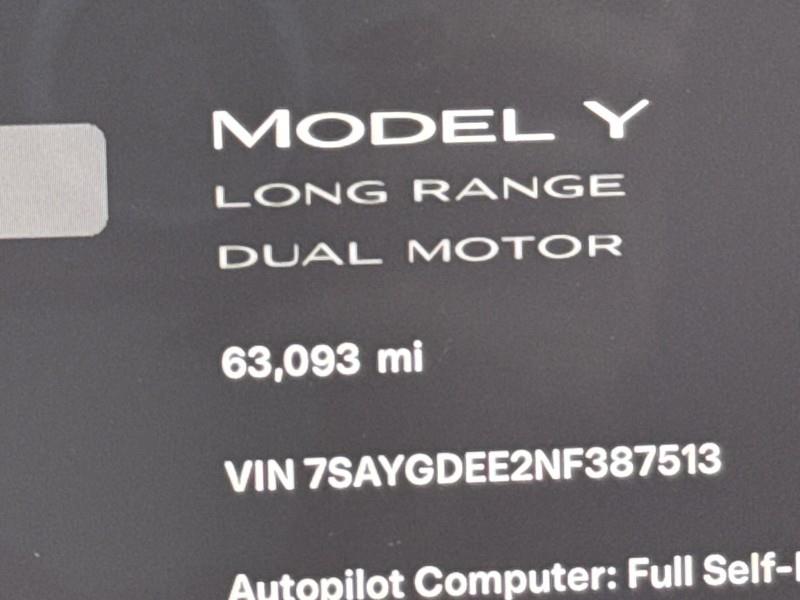 MODEL Y
LONG RANGE
DUAL MOTOR
63,093 mi
VIN 7SAYGDEE2NF387513
Autopilot Computer: Full Self-